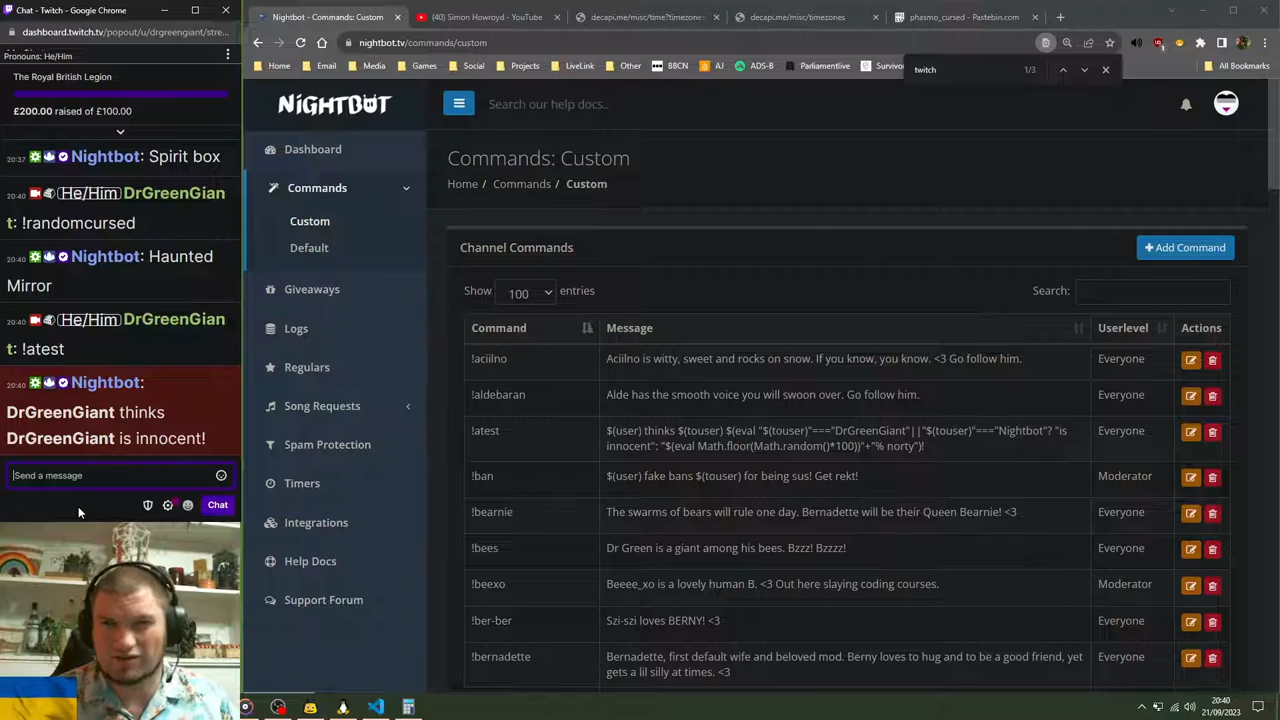 Chat - Twitch - Google Chrome
dashboard.twitch.tv/popout/u/drgreengiant/stre...
Pronouns: He/Him
The Royal British Legion
£200.00 raised of £100.00
20:37 Nightbot: Spirit box
20:40 He/Him DrGreenGian
t: !randomcursed
20:40 Nightbot: Haunted
Mirror
20:40 He/Him DrGreenGian
t: !atest
20:40 Nightbot:
DrGreenGiant thinks
DrGreenGiant is innocent!
Send a message
Chat
Nightbot - Commands: Custom
(40) Simon Howroyd - YouTube
decapi.me/misc/time?timezone=
decapi.me/misc/timezones
phasmo_cursed - Pastebin.com
nightbot.tv/commands/custom
Home Email Media Games Social Projects LiveLink Other BBCN AJ ADS-B Parliamentlive Survivor All Bookmarks
twitch 1/3
NIGHTBOT
Search our help docs..
Dashboard
Commands
Custom
Default
Giveaways
Logs
Regulars
Song Requests
Spam Protection
Timers
Integrations
Help Docs
Support Forum
Commands: Custom
Home / Commands / Custom
Channel Commands
+ Add Command
Show 100 entries
Search:
Command Message Userlevel Actions
!aciilno Aciilno is witty, sweet and rocks on snow. If you know, you know. <3 Go follow him. Everyone
!aldebaran Alde has the smooth voice you will swoon over. Go follow him. Everyone
!atest $(user) thinks $(touser) $(eval "$(touser)"==="DrGreenGiant"||"$(touser)"==="Nightbot"? "is Everyone
innocent": "$(eval Math.floor(Math.random()*100))"+"% norty")!
!ban $(user) fake bans $(touser) for being sus! Get rekt! Moderator
!bearnie The swarms of bears will rule one day. Bernadette will be their Queen Bearnie! <3 Everyone
!bees Dr Green is a giant among his bees. Bzzz! Bzzzz! Everyone
!beexo Beeee_xo is a lovely human B. <3 Out here slaying coding courses. Moderator
!ber-ber Szi-szi loves BERNY! <3 Everyone
!bernadette Bernadette, first default wife and beloved mod. Berny loves to hug and to be a good friend, yet Everyone
gets a lil silly at times. <3
20:40
21/09/2023